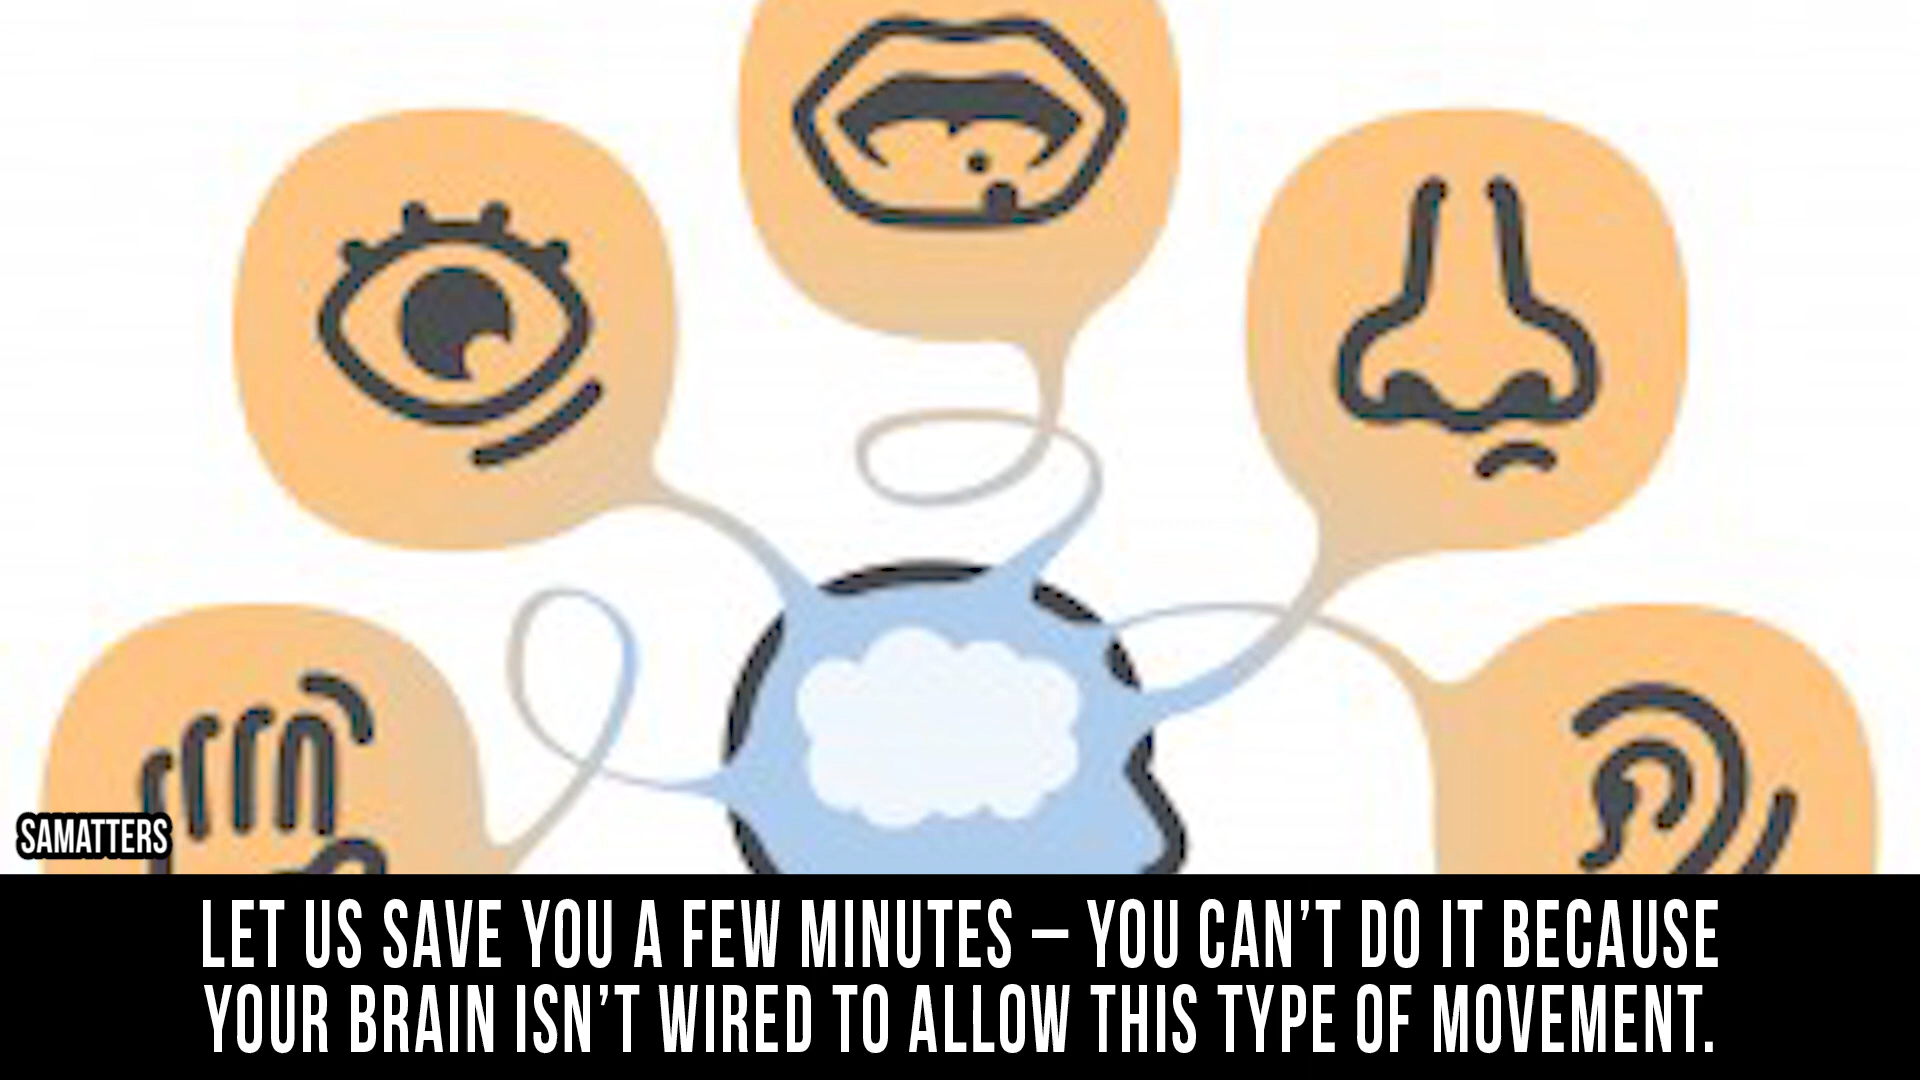 SAMATTERS
LET US SAVE YOU A FEW MINUTES – YOU CAN'T DO IT BECAUSE
YOUR BRAIN ISN'T WIRED TO ALLOW THIS TYPE OF MOVEMENT.